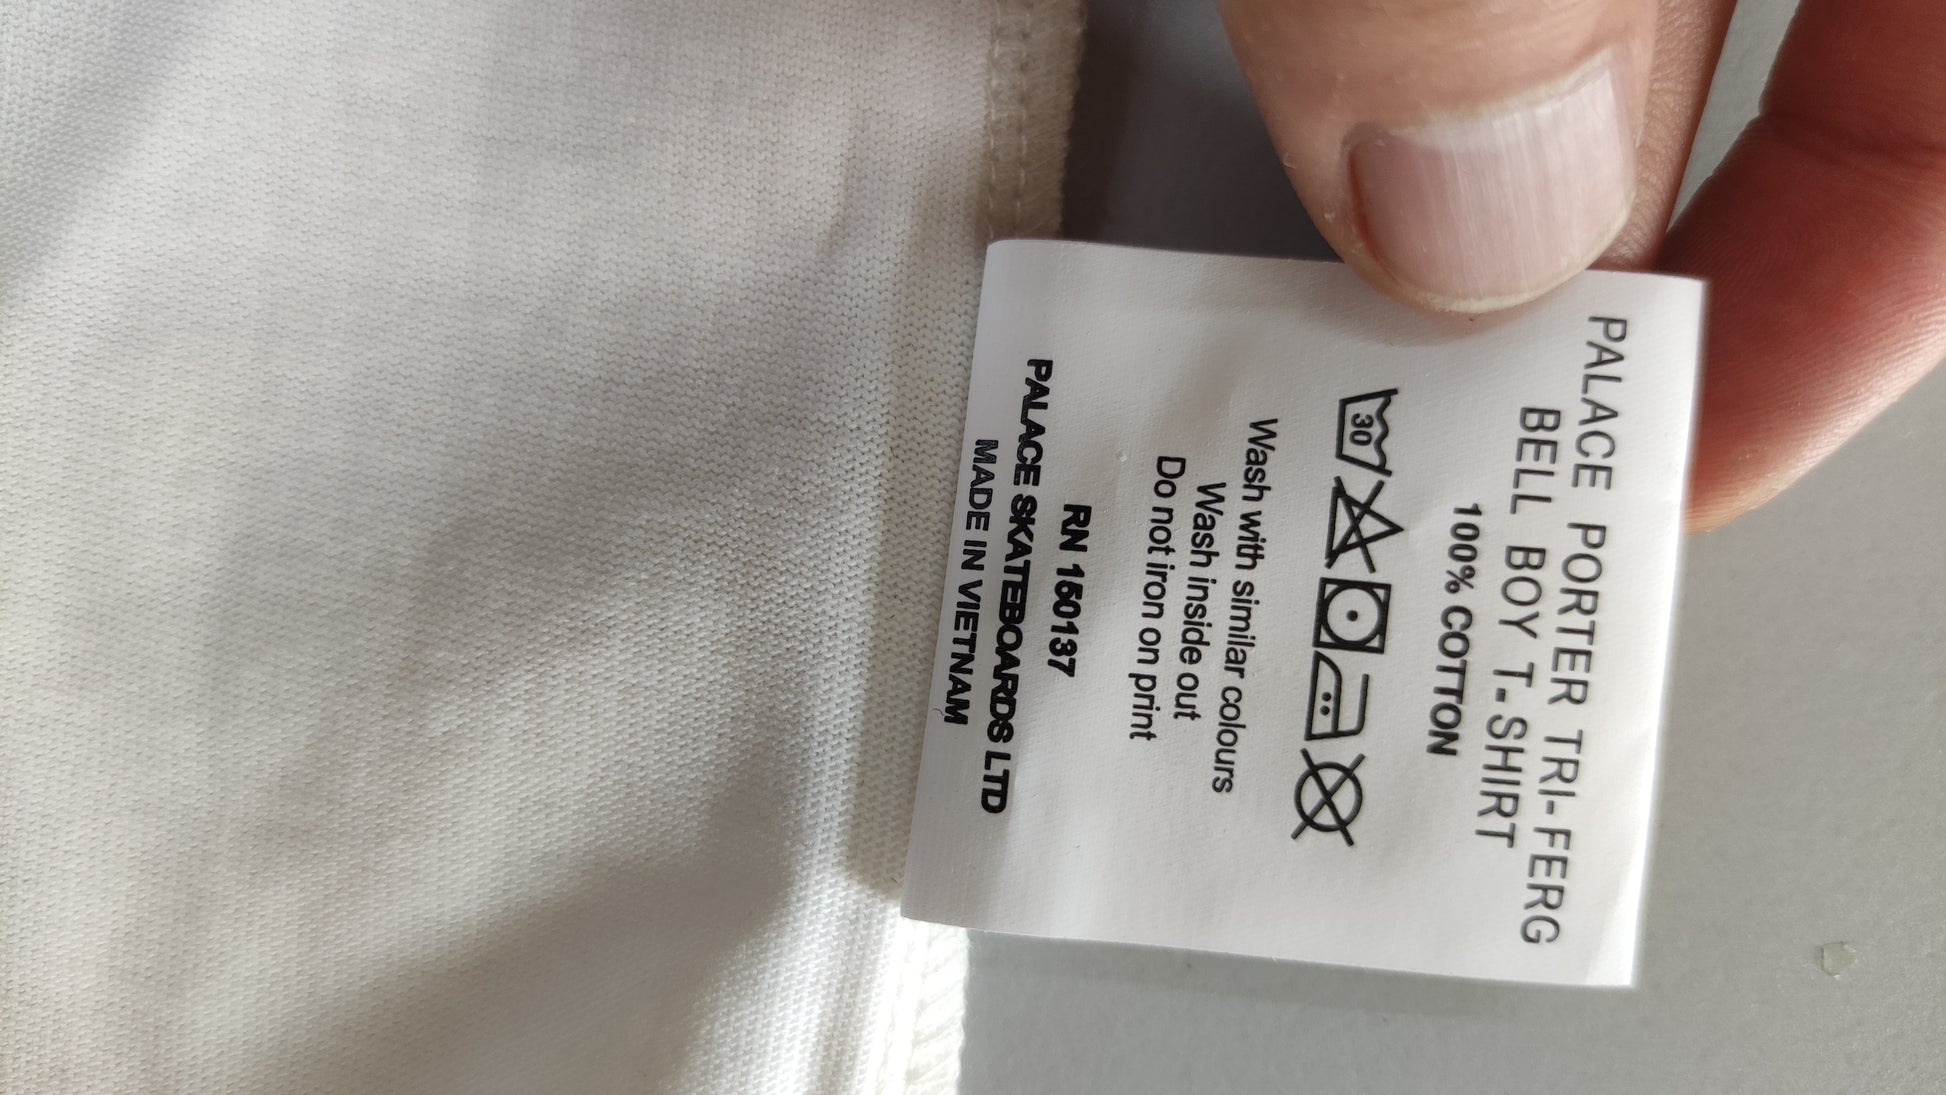 PALACE PORTER TRI-FERG
BELL BOY T-SHIRT
100% COTTON
30
Wash with similar colours
Wash inside out
Do not iron on print
RN 150137
PALACE SKATEBOARDS LTD
MADE IN VIETNAM